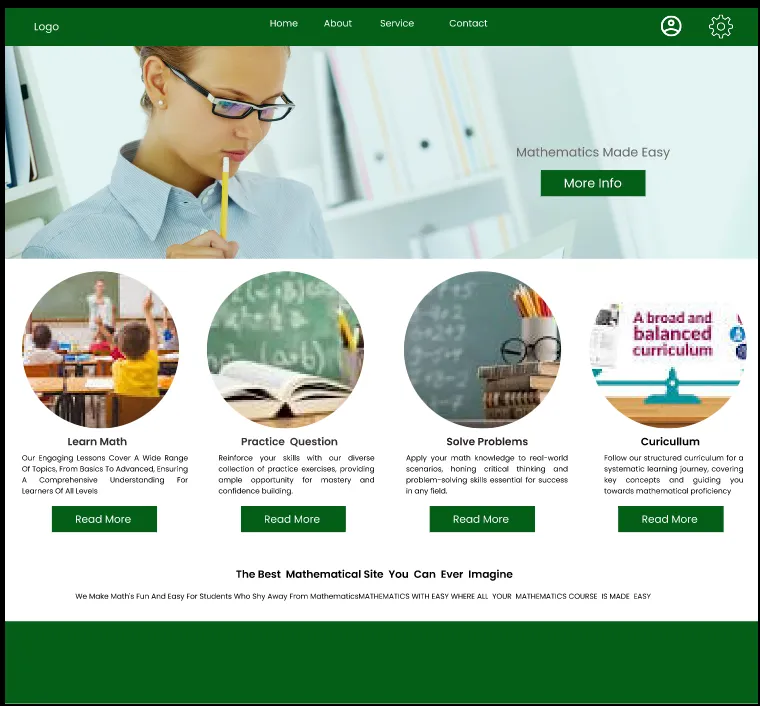 Logo
Home About Service Contact
Mathematics Made Easy
More Info
A broad and
balanced
curriculum
Learn Math
Our Engaging Lessons Cover A Wide Range
Of Topics, From Basics To Advanced, Ensuring
A Comprehensive Understanding For
Learners Of All Levels
Read More
Practice Question
Reinforce your skills with our diverse
collection of practice exercises, providing
ample opportunity for mastery and
confidence building.
Read More
Solve Problems
Apply your math knowledge to real-world
scenarios, honing critical thinking and
problem-solving skills essential for success
in any field.
Read More
Curicullum
Follow our structured curriculum for a
systematic learning journey, covering
key concepts and guiding you
towards mathematical proficiency
Read More
The Best Mathematical Site You Can Ever Imagine
We Make Math's Fun And Easy For Students Who Shy Away From MathematicsMATHEMATICS WITH EASY WHERE ALL YOUR MATHEMATICS COURSE IS MADE EASY